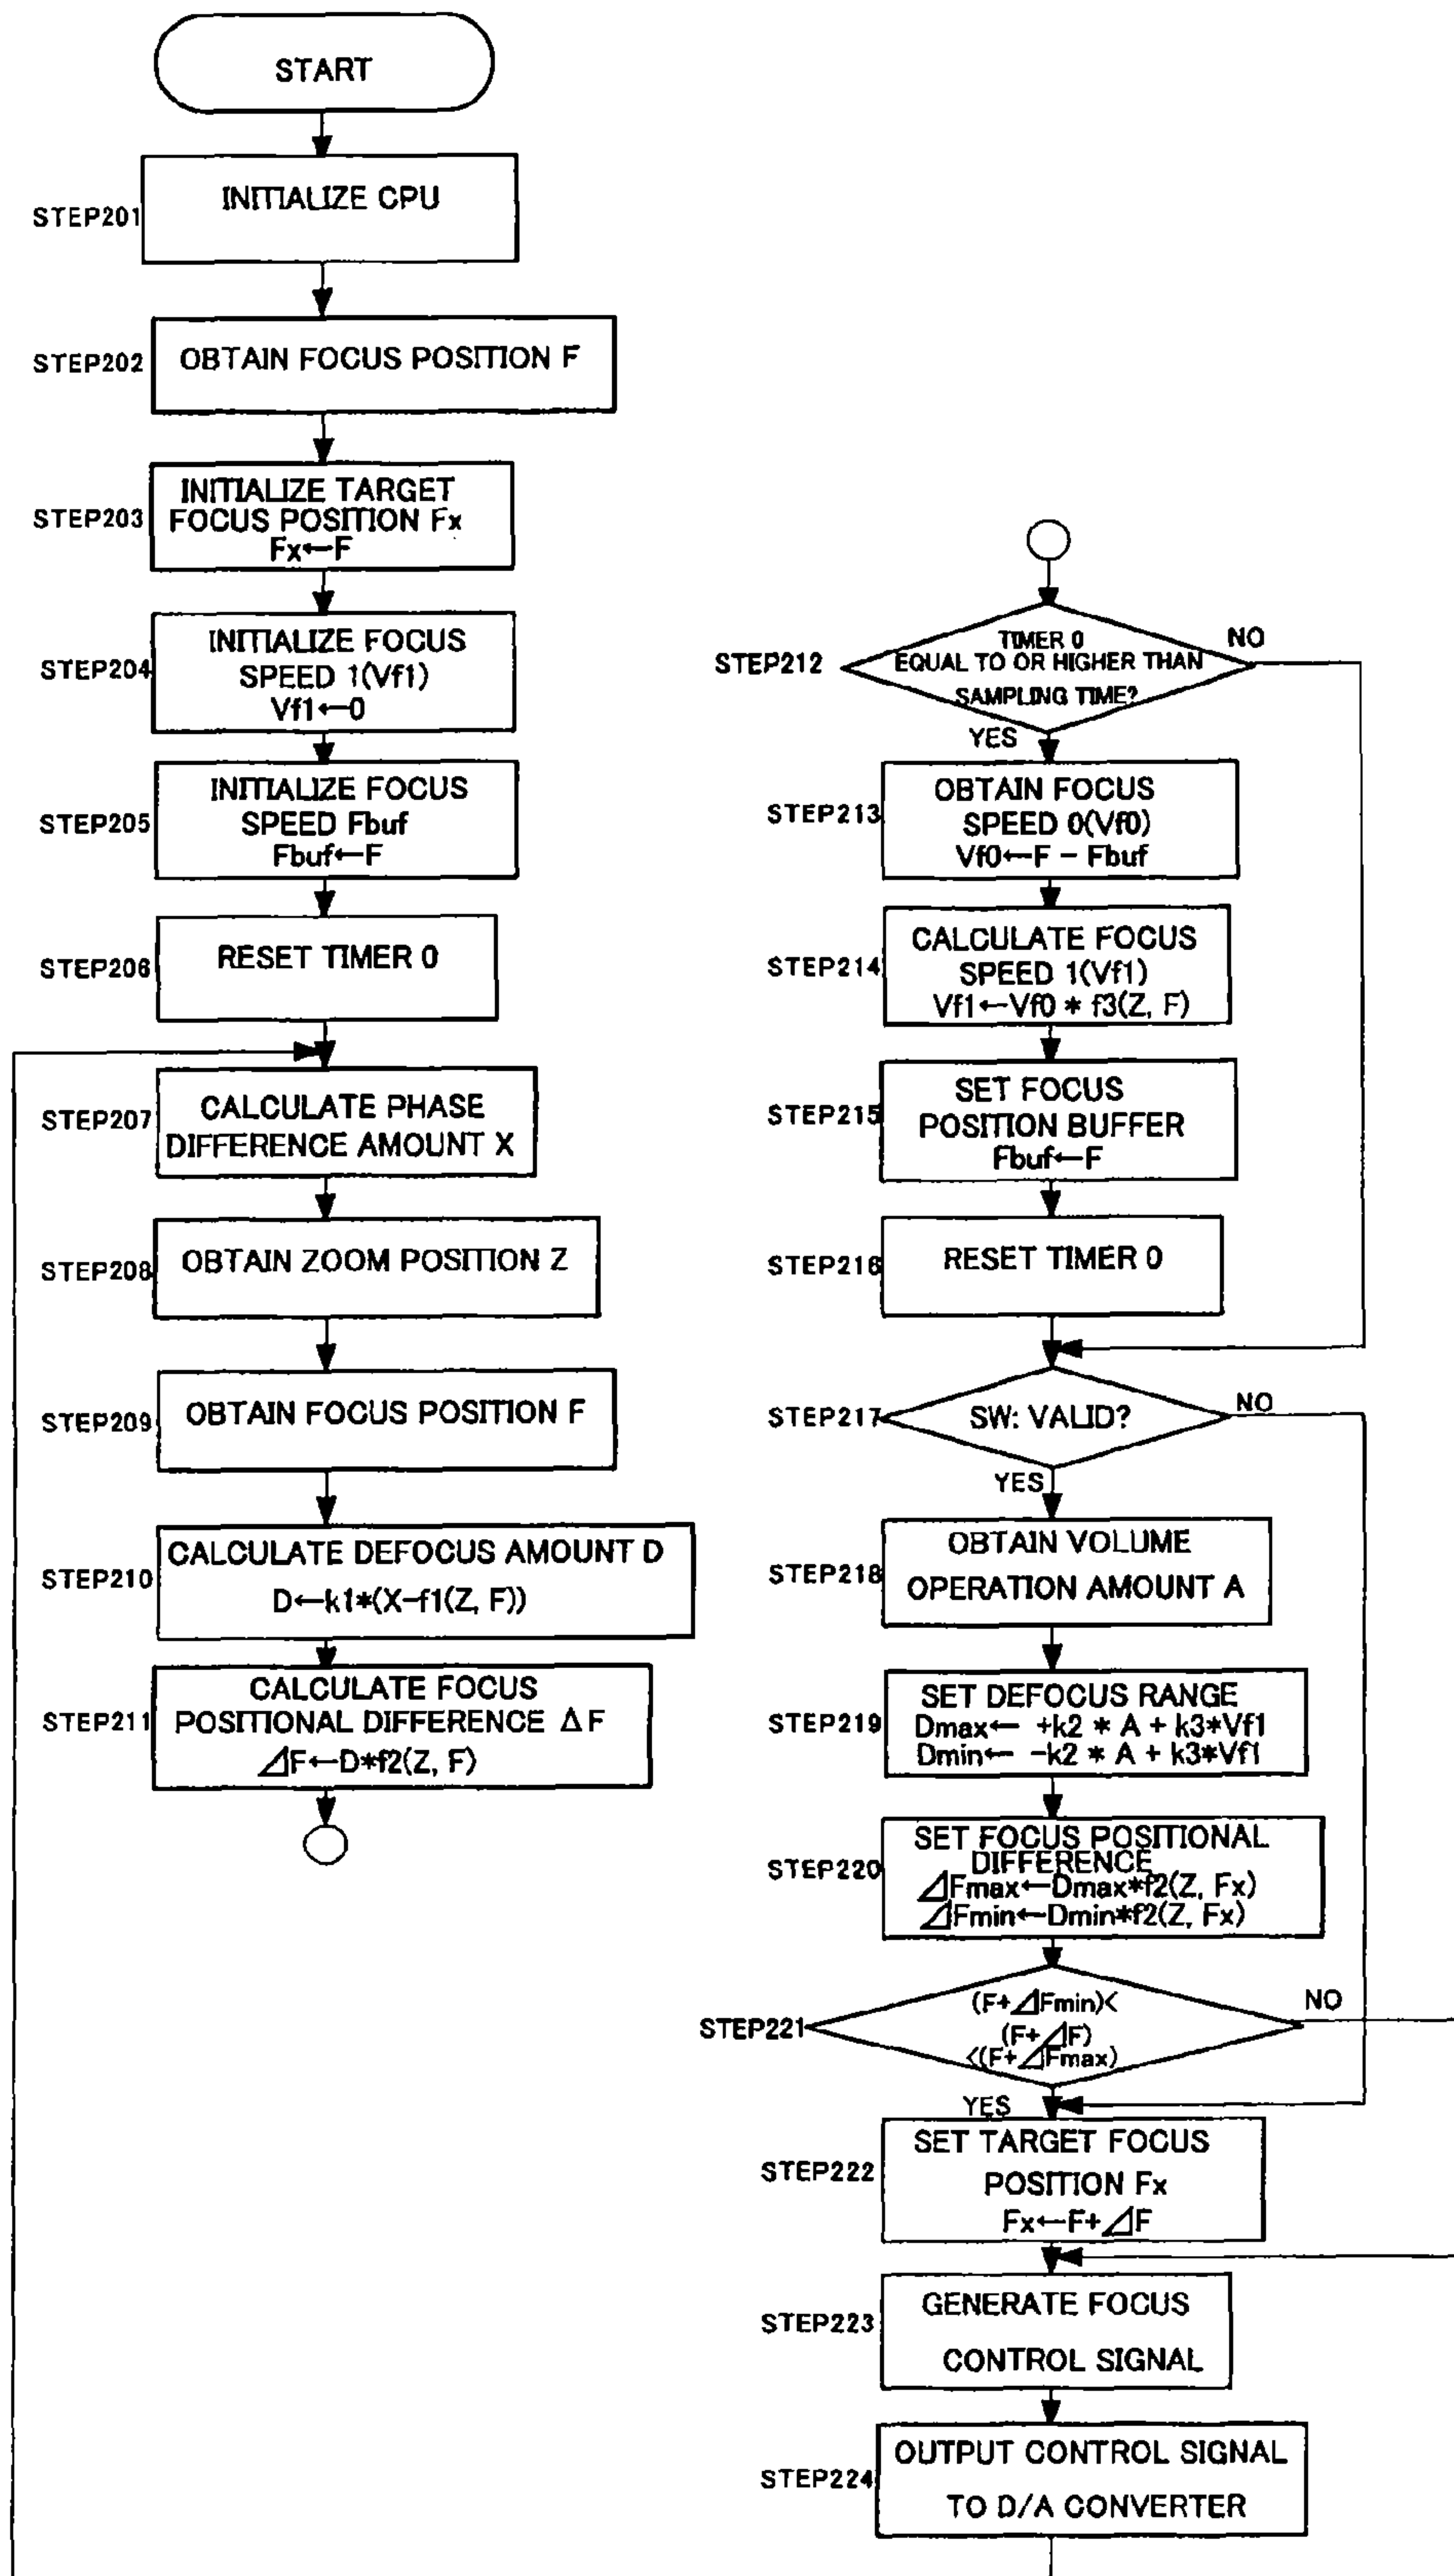 START
STEP201
INITIALIZE CPU
STEP202
OBTAIN FOCUS POSITION F
STEP203
INITIALIZE TARGET
FOCUS POSITION Fx
Fx←F
STEP204
INITIALIZE FOCUS
SPEED 1(Vf1)
Vf1←0
STEP205
INITIALIZE FOCUS
SPEED Fbuf
Fbuf←F
STEP206
RESET TIMER 0
STEP207
CALCULATE PHASE
DIFFERENCE AMOUNT X
STEP208
OBTAIN ZOOM POSITION Z
STEP209
OBTAIN FOCUS POSITION F
STEP210
CALCULATE DEFOCUS AMOUNT D
D←k1*(X-f1(Z, F))
STEP211
CALCULATE FOCUS
POSITIONAL DIFFERENCE ΔF
⊿F←D*f2(Z, F)
STEP212
TIMER 0
EQUAL TO OR HIGHER THAN
SAMPLING TIME?
NO
YES
STEP213
OBTAIN FOCUS
SPEED 0(Vf0)
Vf0←F - Fbuf
STEP214
CALCULATE FOCUS
SPEED 1(Vf1)
Vf1←Vf0 * f3(Z, F)
STEP215
SET FOCUS
POSITION BUFFER
Fbuf←F
STEP216
RESET TIMER 0
STEP217
SW: VALID?
NO
YES
STEP218
OBTAIN VOLUME
OPERATION AMOUNT A
STEP219
SET DEFOCUS RANGE
Dmax← +k2 * A + k3*Vf1
Dmin← -k2 * A + k3*Vf1
STEP220
SET FOCUS POSITIONAL
DIFFERENCE
⊿Fmax←Dmax*f2(Z, Fx)
⊿Fmin←Dmin*f2(Z, Fx)
STEP221
(F+⊿Fmin)<
(F+⊿F)
<(F+⊿Fmax)
NO
YES
STEP222
SET TARGET FOCUS
POSITION Fx
Fx←F+⊿F
STEP223
GENERATE FOCUS
CONTROL SIGNAL
STEP224
OUTPUT CONTROL SIGNAL
TO D/A CONVERTER